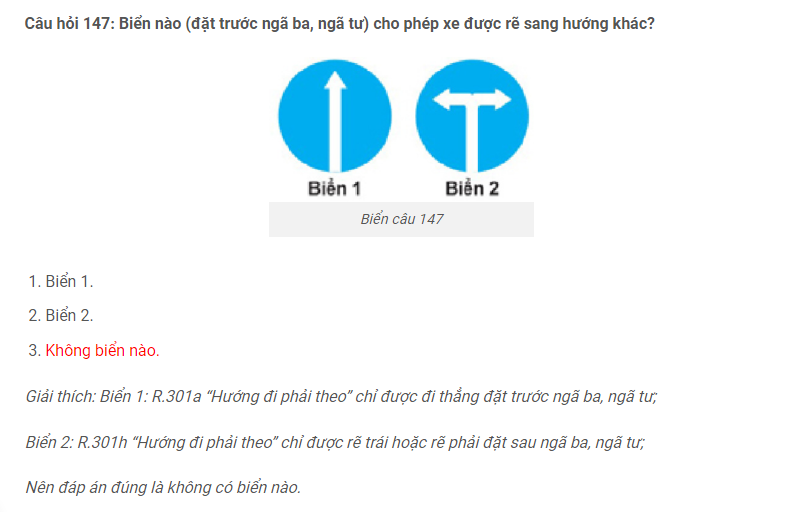 Câu hỏi 147: Biển nào (đặt trước ngã ba, ngã tư) cho phép xe được rẽ sang hướng khác?
Biển 1
Biển 2
Biển câu 147
1. Biển 1.
2. Biển 2.
3. Không biển nào.
Giải thích: Biển 1: R.301a “Hướng đi phải theo” chỉ được đi thẳng đặt trước ngã ba, ngã tư;
Biển 2: R.301h “Hướng đi phải theo” chỉ được rẽ trái hoặc rẽ phải đặt sau ngã ba, ngã tư;
Nên đáp án đúng là không có biển nào.